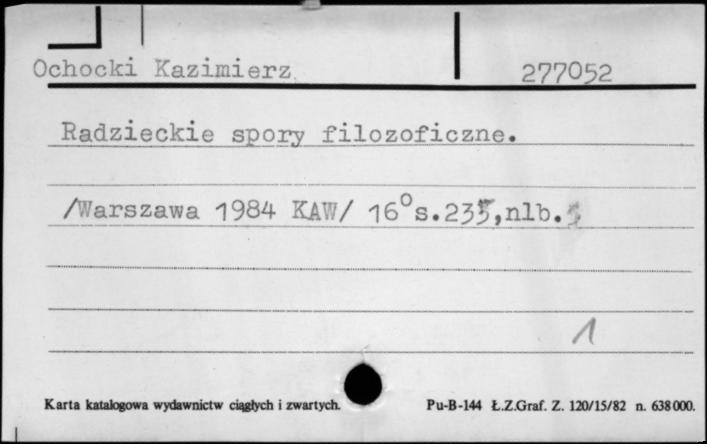 Ochocki Kazimierz 277052
Radzieckie spory filozoficzne.
/Warszawa 1984 KAW/ 16°s.235,nlb.
1
Karta katalogowa wydawnictw ciągłych i zwartych. Pu-B-144 Ł.Z.Graf. Z. 120/15/82 n. 638000.